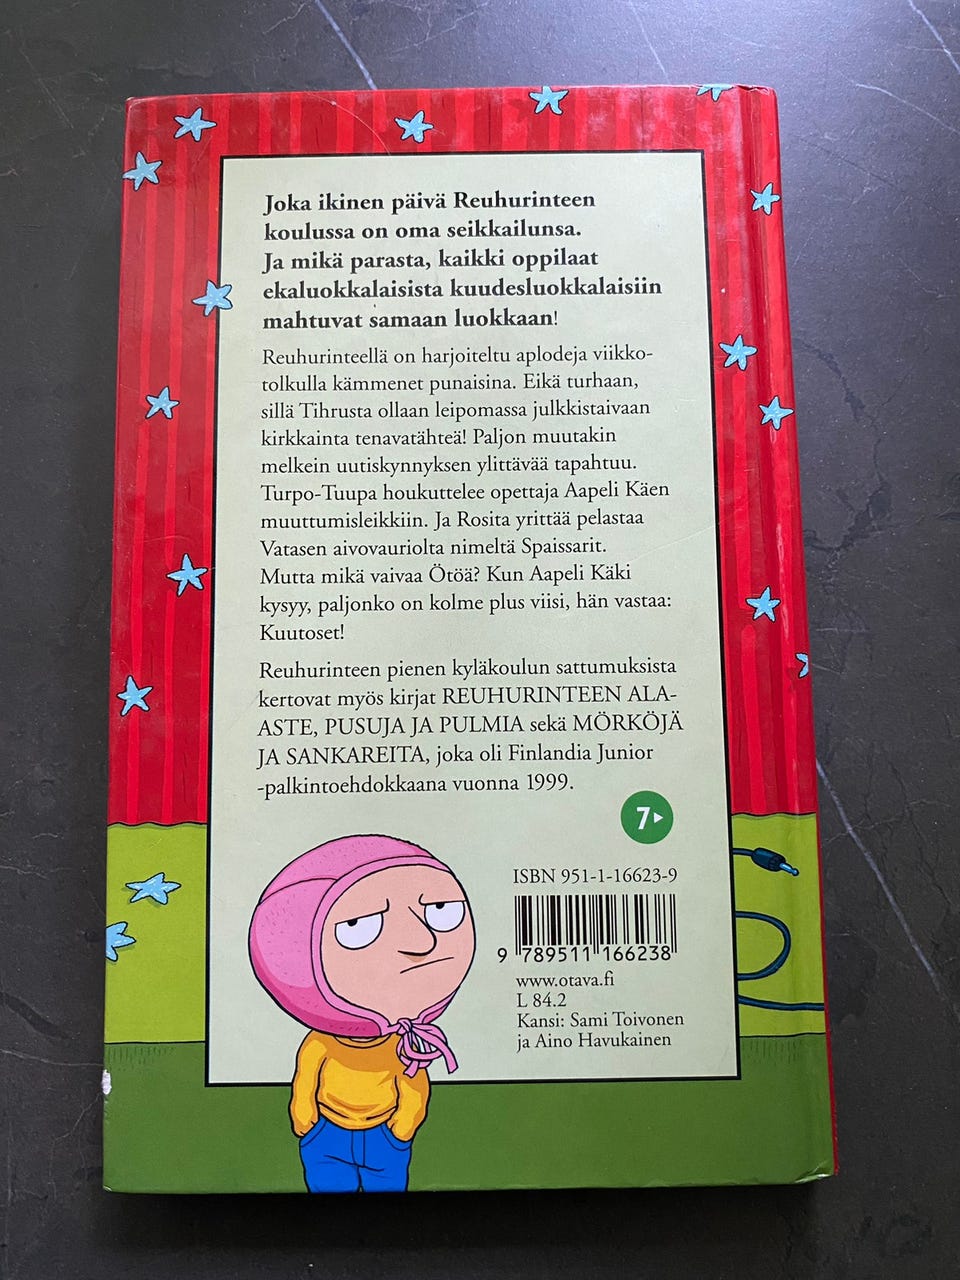 Joka ikinen päivä Reuhurinteen
koulussa on oma seikkailunsa.
Ja mikä parasta, kaikki oppilaat
ekaluokkalaisista kuudesluokkalaisiin
mahtuvat samaan luokkaan!
Reuhurinteellä on harjoiteltu aplodeja viikko-
tolkulla kämmenet punaisina. Eikä turhaan,
sillä Tihrusta ollaan leipomassa julkkistaivaan
kirkkainta tenavatähteä! Paljon muutakin
melkein uutiskynnyksen ylittävää tapahtuu.
Turpo-Tuupa houkuttelee opettaja Aapeli Käen
muuttumisleikkiin. Ja Rosita yrittää pelastaa
Vatasen aivovauriolta nimeltä Spaissarit.
Mutta mikä vaivaa Ötöä? Kun Aapeli Käki
kysyy, paljonko on kolme plus viisi, hän vastaa:
Kuutoset!
Reuhurinteen pienen kyläkoulun sattumuksista
kertovat myös kirjat REUHURINTEEN ALA-
ASTE, PUSUJA JA PULMIA sekä MÖRKÖJÄ
JA SANKAREITA, joka oli Finlandia Junior
-palkintoehdokkaana vuonna 1999.
7
ISBN 951-1-16623-9
9 789511 166238
www.otava.fi
L 84.2
Kansi: Sami Toivonen
ja Aino Havukainen